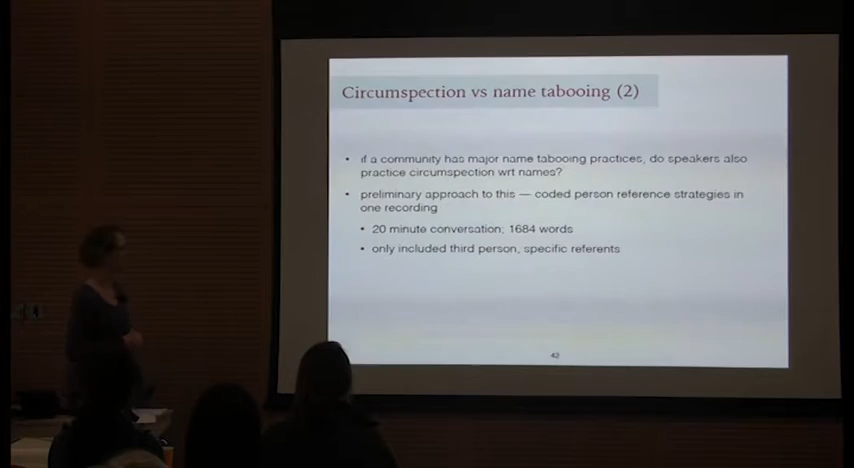 Circumspection vs name tabooing (2)
• if a community has major name tabooing practices, do speakers also
practice circumspection wrt names?
• preliminary approach to this — coded person reference strategies in
one recording
• 20 minute conversation; 1684 words
• only included third person, specific referents
42